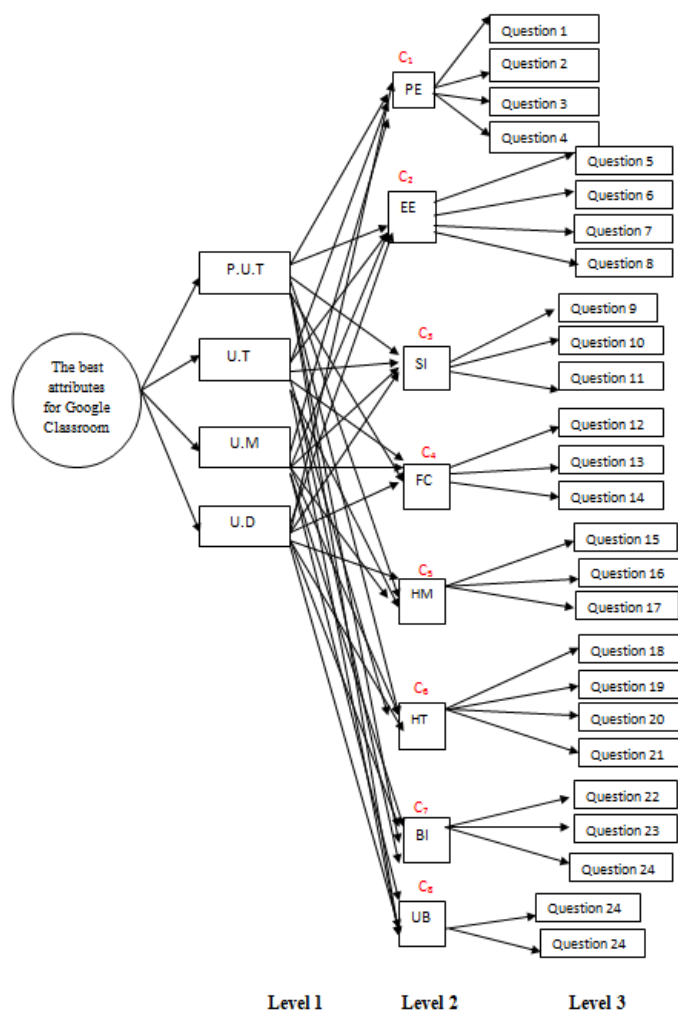 The best
attributes
for Google
Classroom
P.U.T
U.T
U.M
U.D
C₁
PE
C₂
EE
C₃
SI
C₄
FC
C₅
HM
C₆
HT
C₇
BI
C₈
UB
Question 1
Question 2
Question 3
Question 4
Question 5
Question 6
Question 7
Question 8
Question 9
Question 10
Question 11
Question 12
Question 13
Question 14
Question 15
Question 16
Question 17
Question 18
Question 19
Question 20
Question 21
Question 22
Question 23
Question 24
Question 24
Question 24
Level 1
Level 2
Level 3